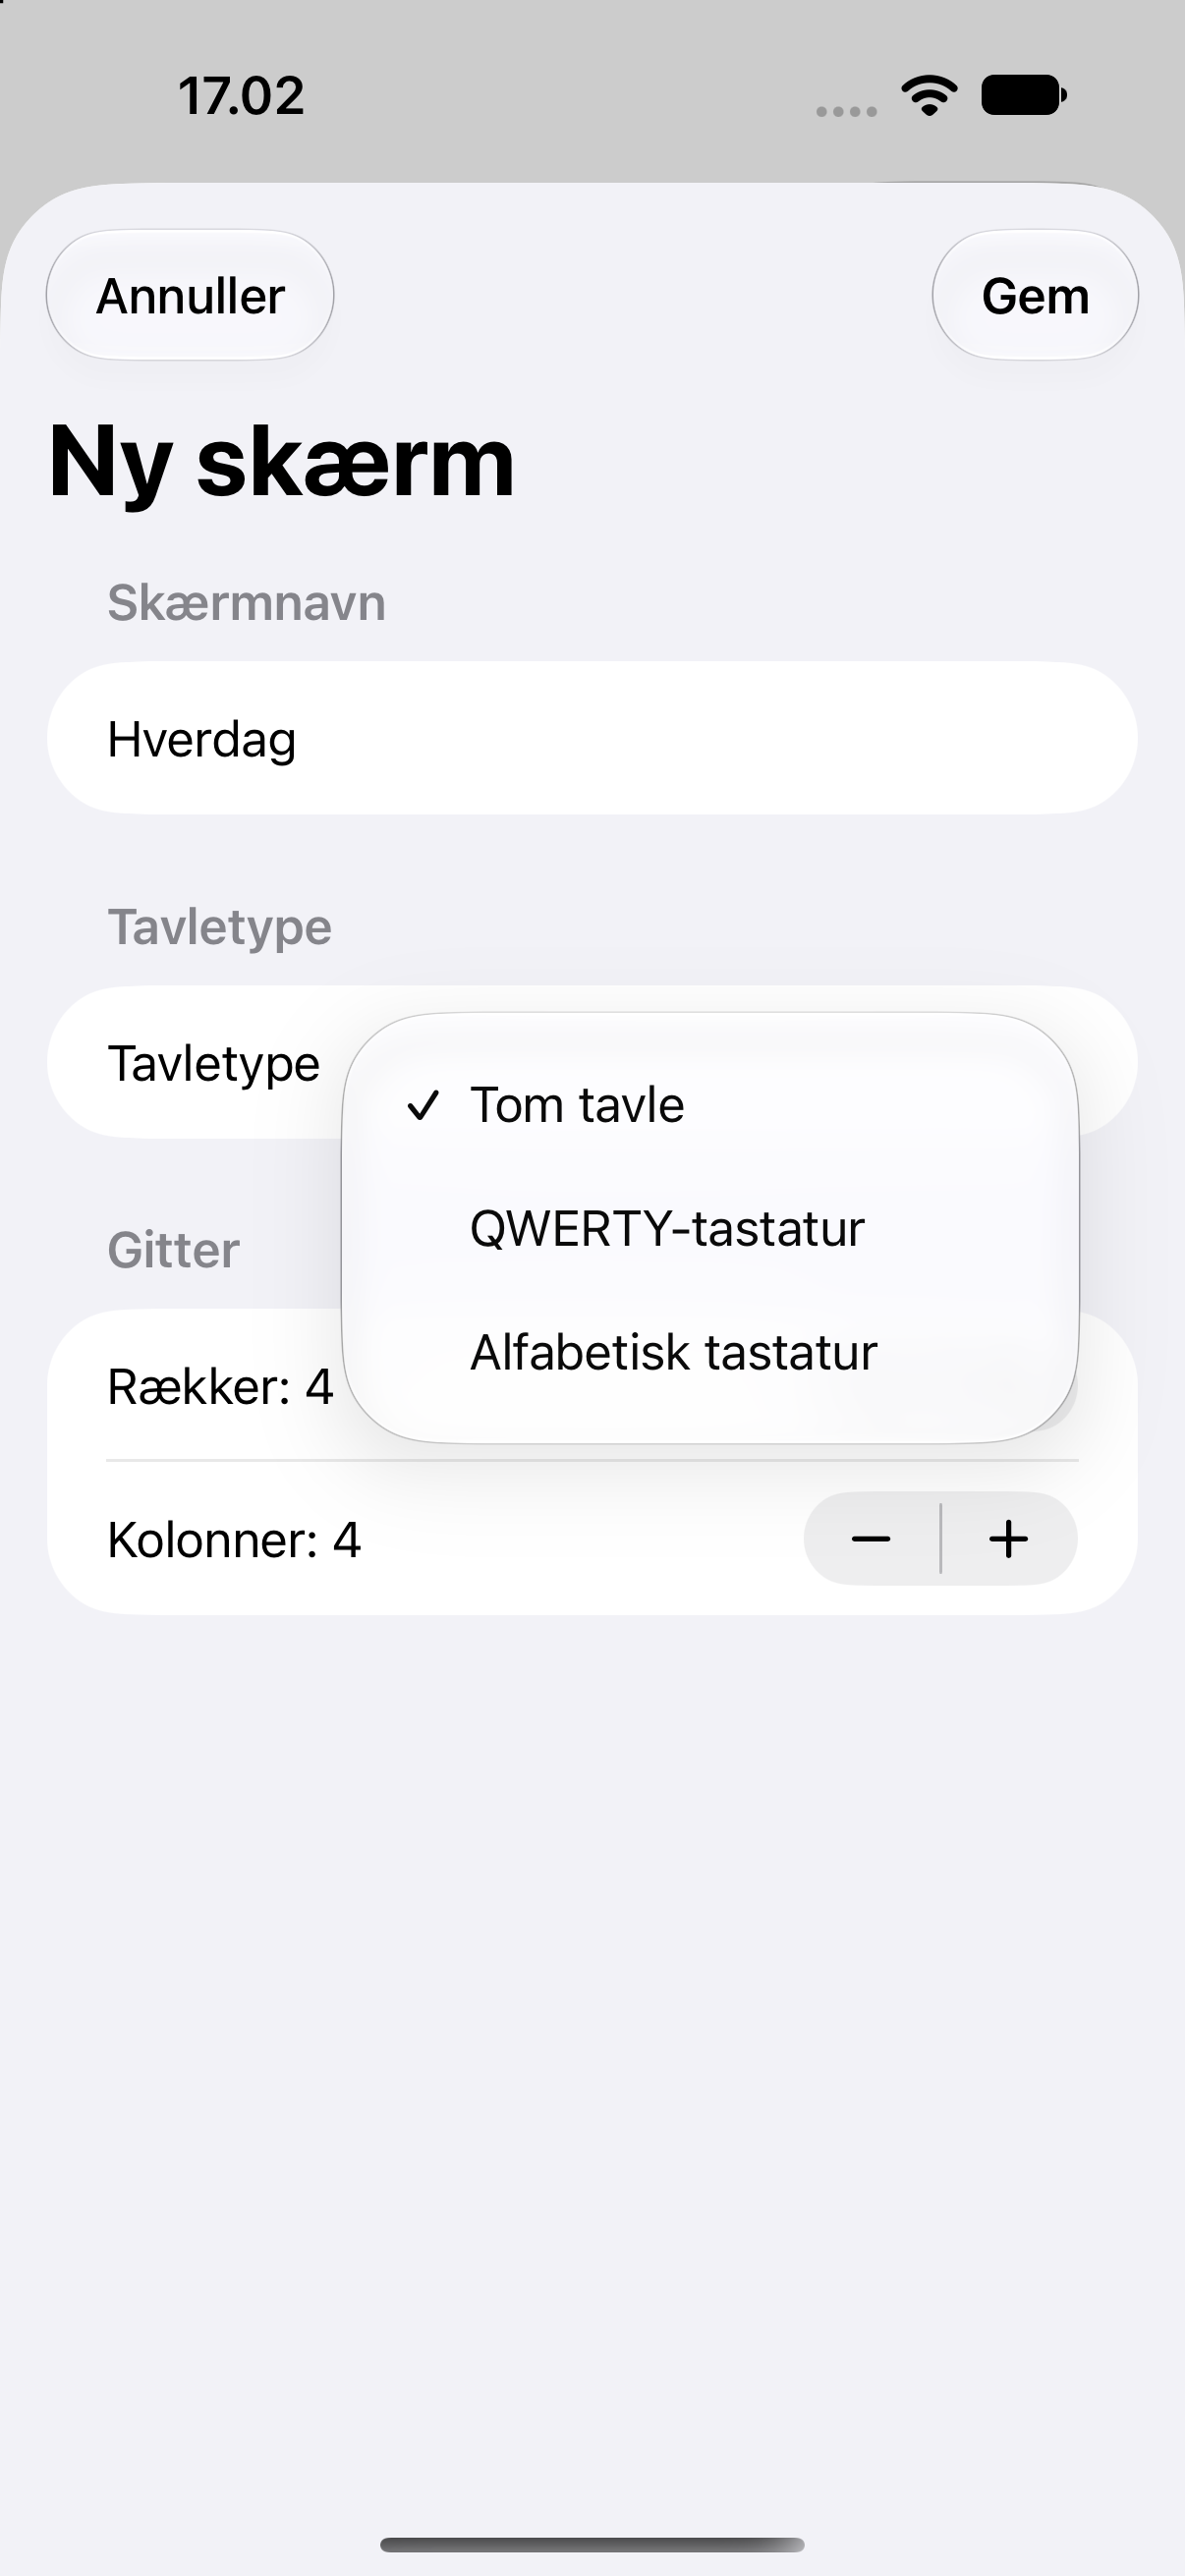 17.02
Annuller
Gem
Ny skærm
Skærmnavn
Hverdag
Tavletype
Tavletype
Tom tavle
QWERTY-tastatur
Alfabetisk tastatur
Gitter
Rækker: 4
Kolonner: 4